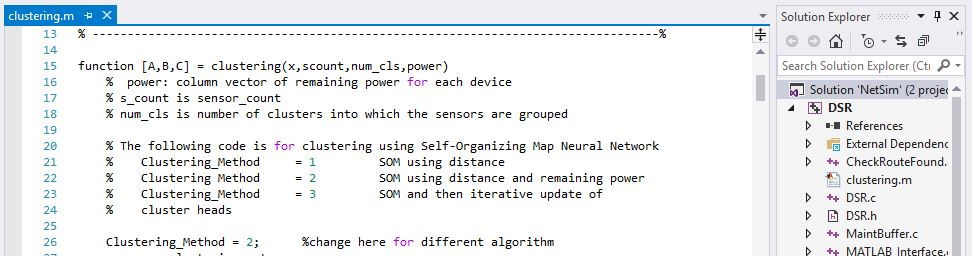 clustering.m
13 % ---------------------------------------------------------------------------------%
14
15 function [A,B,C] = clustering(x,scount,num_cls,power)
16 %  power: column vector of remaining power for each device
17 % s_count is sensor_count
18 % num_cls is number of clusters into which the sensors are grouped
19
20 % The following code is for clustering using Self-Organizing Map Neural Network
21 %    Clustering_Method      = 1         SOM using distance
22 %    Clustering_Method      = 2         SOM using distance and remaining power
23 %    Clustering_Method      = 3         SOM and then iterative update of
24 %    cluster heads
25
26 Clustering_Method = 2;      %change here for different algorithm
Solution Explorer
Search Solution Explorer (Ctrl
Solution 'NetSim' (2 projec
DSR
References
External Dependenc
CheckRouteFound.
clustering.m
DSR.c
DSR.h
MaintBuffer.c
MATLAB_Interface.c